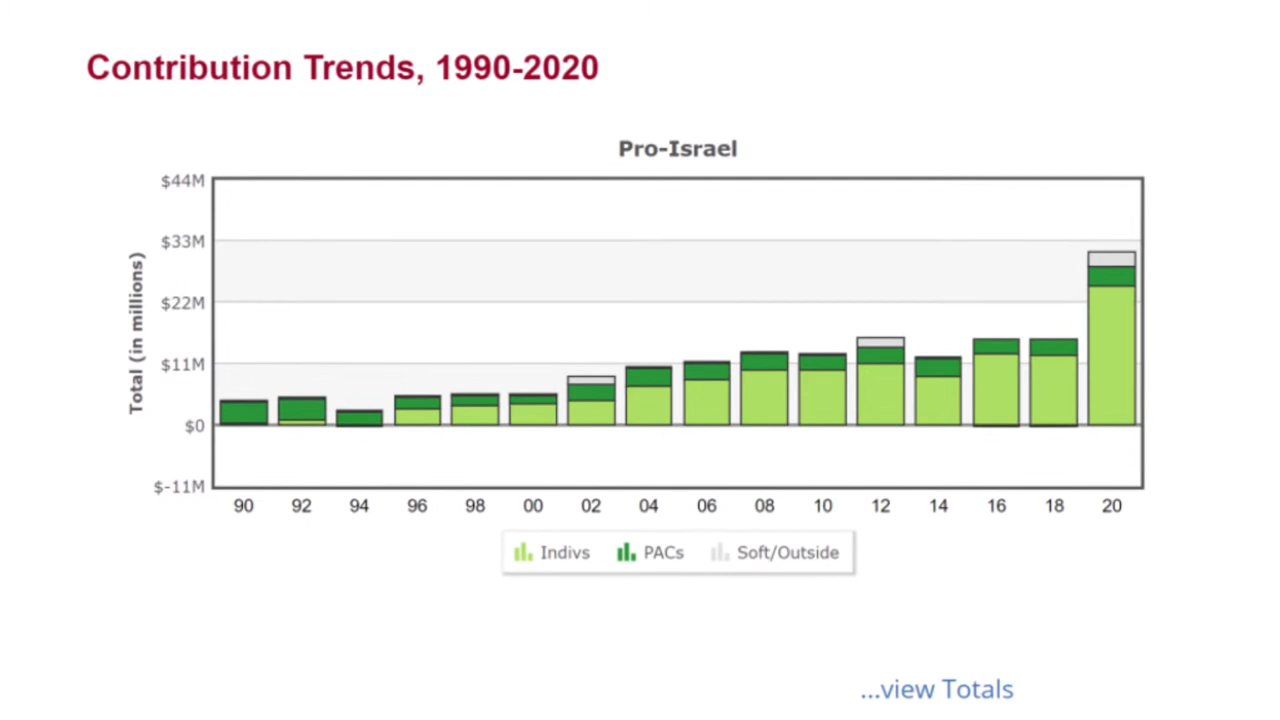 Contribution Trends, 1990-2020
Pro-Israel
Total (in millions)
$44M
$33M
$22M
$11M
$0
$-11M
90 92 94 96 98 00 02 04 06 08 10 12 14 16 18 20
Indivs PACs Soft/Outside
...view Totals